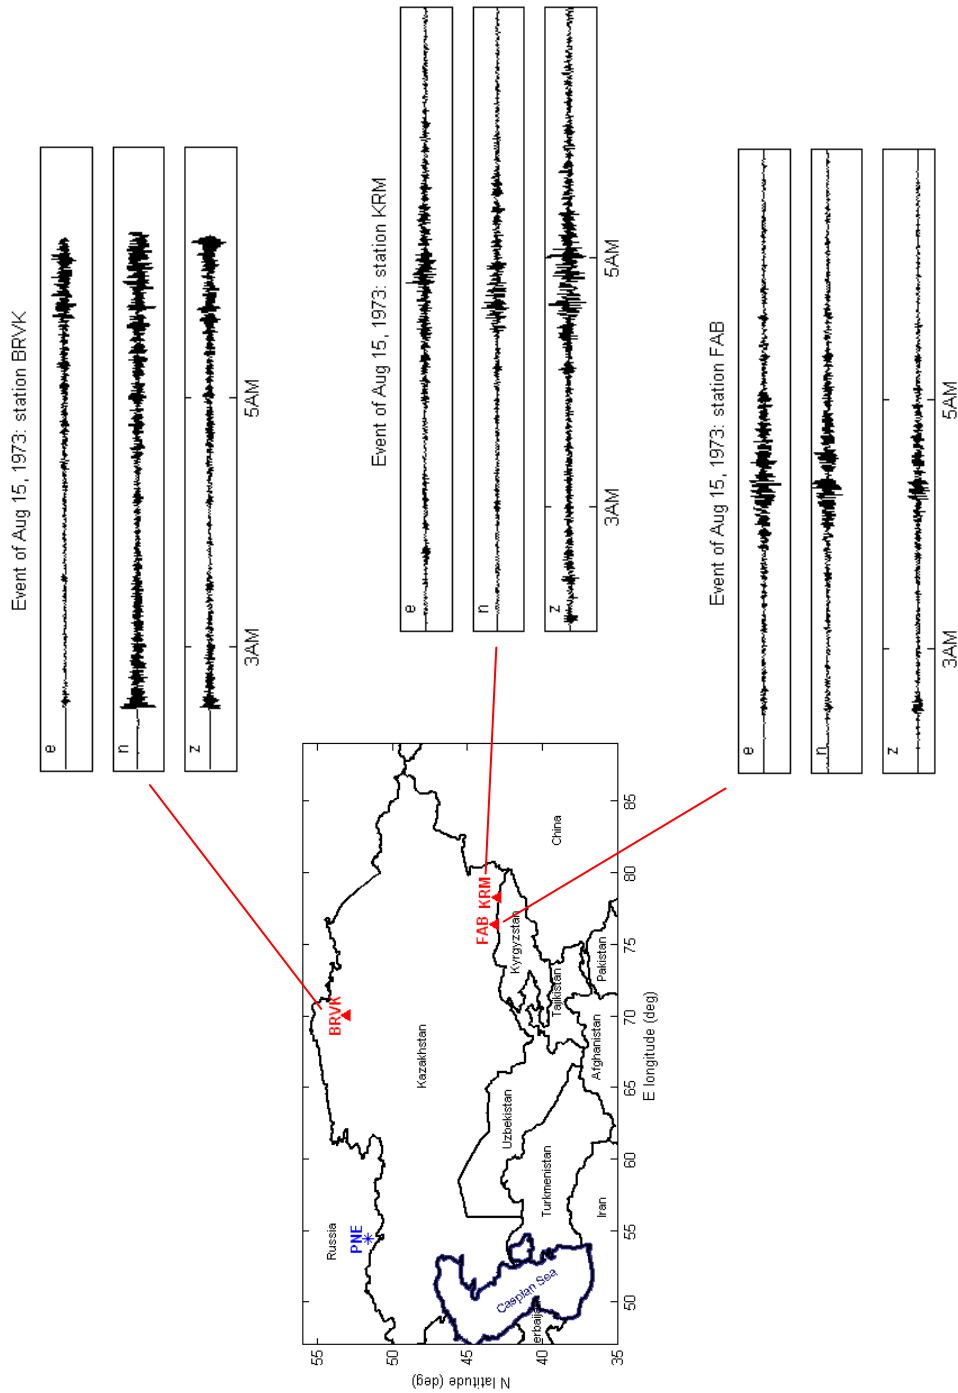 Event of Aug 15, 1973: station BRVK
e
n
z
3AM
5AM
Event of Aug 15, 1973: station KRM
e
n
z
3AM
5AM
Event of Aug 15, 1973: station FAB
e
n
z
3AM
5AM
N latitude (deg)
55
50
45
40
35
Russia
PNE
BRVK
Kazakhstan
FAB
KRM
Kyrgyzstan
China
Uzbekistan
Turkmenistan
Tajikistan
Afghanistan
Pakistan
Iran
Caspian Sea
erbaijan
50
55
60
65
70
75
80
85
E longitude (deg)